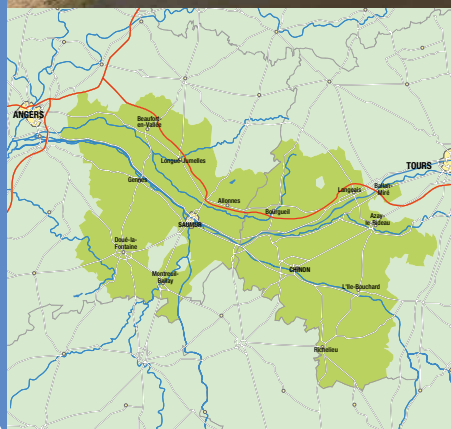 ANGERS
Beaufort-
en-Vallée
Longué-Jumelles
TOURS
Gennes
Langeais
Ballan-
Miré
Allonnes
Bourgueil
Azay-
le-Rideau
SAUMUR
Doué-la-
Fontaine
CHINON
Montreuil-
Bellay
L'Ile-Bouchard
Richelieu